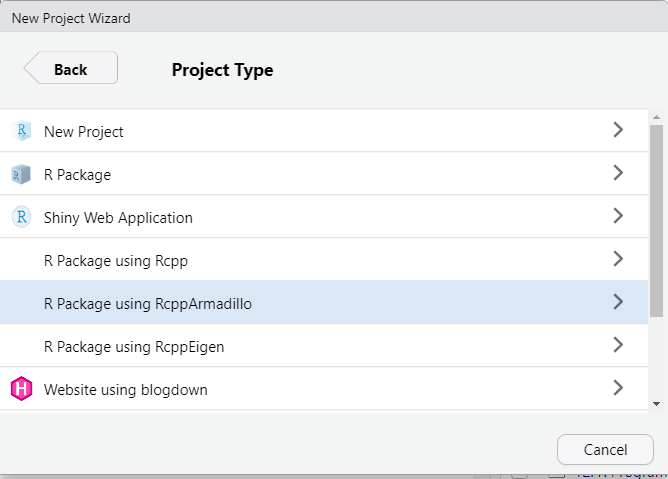 New Project Wizard
Back
Project Type
R New Project
R Package
R Shiny Web Application
R Package using Rcpp
R Package using RcppArmadillo
R Package using RcppEigen
H Website using blogdown
Cancel